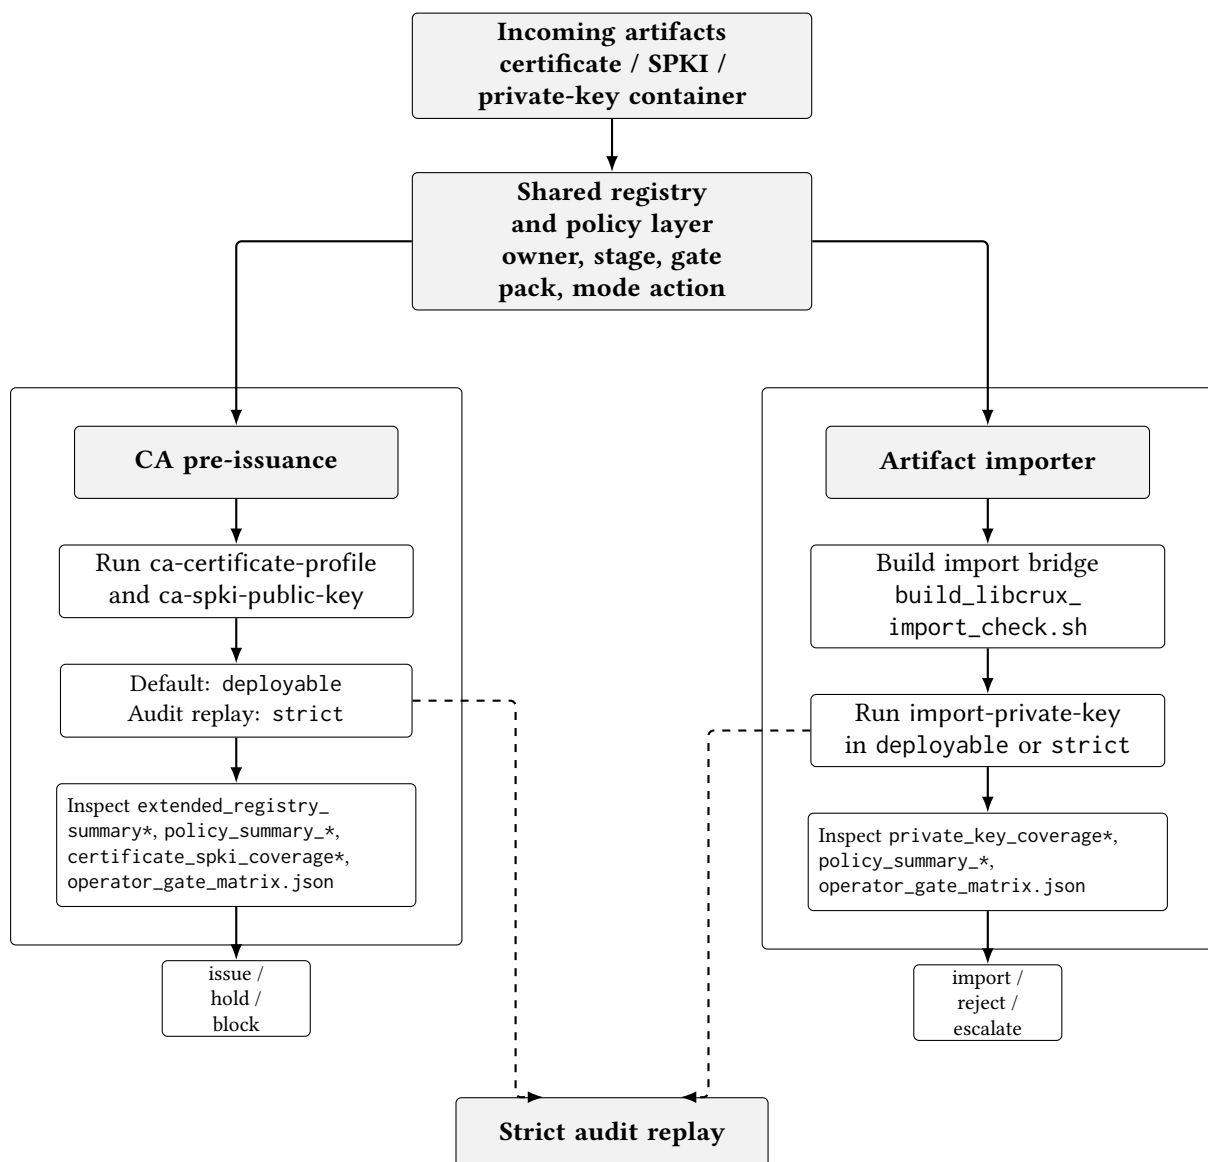 Incoming artifacts
certificate / SPKI /
private-key container
Shared registry
and policy layer
owner, stage, gate
pack, mode action
CA pre-issuance
Run ca-certificate-profile
and ca-spki-public-key
Default: deployable
Audit replay: strict
Inspect extended_registry_
summary*, policy_summary_*,
certificate_spki_coverage*,
operator_gate_matrix.json
issue /
hold /
block
Artifact importer
Build import bridge
build_libcrux_
import_check.sh
Run import-private-key
in deployable or strict
Inspect private_key_coverage*,
policy_summary_*,
operator_gate_matrix.json
import /
reject /
escalate
Strict audit replay